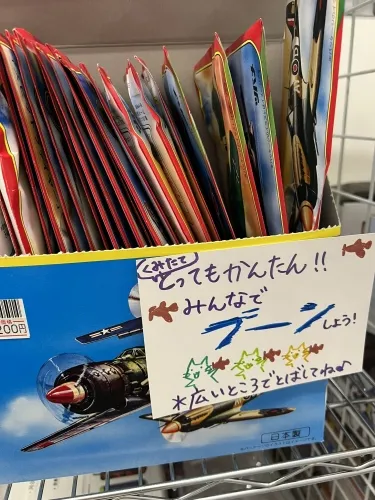 くみたて
とってもかんたん!!
みんなで
ブーンしよう!
*広いところでとばしてね♪
200円
日本製